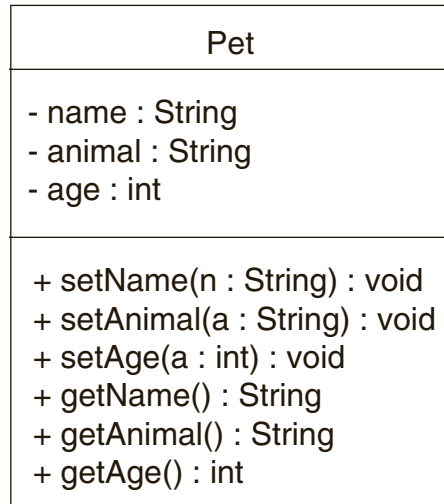 Pet
- name : String
- animal : String
- age : int
+ setName(n : String) : void
+ setAnimal(a : String) : void
+ setAge(a : int) : void
+ getName() : String
+ getAnimal() : String
+ getAge() : int